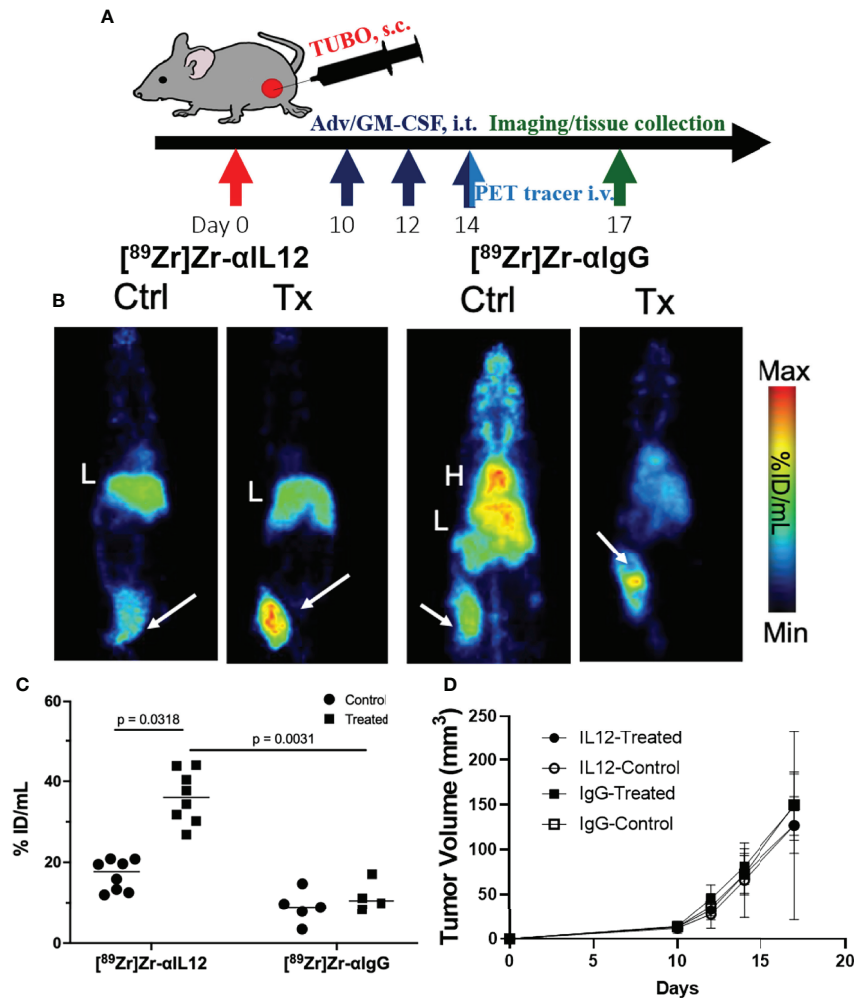 A
TUBO, s.c.
Adv/GM-CSF, i.t. Imaging/tissue collection
PET tracer i.v.
Day 0 10 12 14 17
[⁸⁹Zr]Zr-αIL12 [⁸⁹Zr]Zr-αIgG
B Ctrl Tx Ctrl Tx
Max
L L H L
%ID/mL
Min
C
60
40
20
0
% ID/mL
Control
Treated
p = 0.0318
p = 0.0031
[⁸⁹Zr]Zr-αIL12 [⁸⁹Zr]Zr-αIgG
D
Tumor Volume (mm³)
250
200
150
100
50
0
IL12-Treated
IL12-Control
IgG-Treated
IgG-Control
0 5 10 15 20
Days